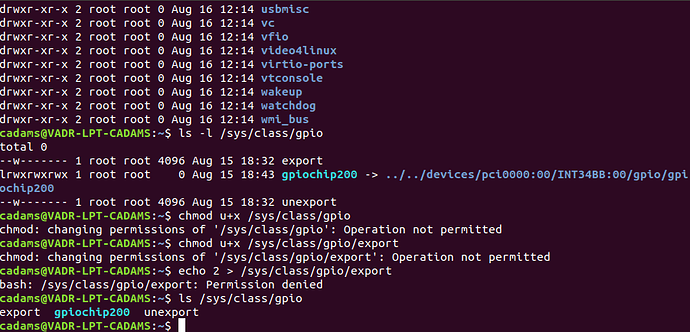 drwxr-xr-x 2 root root 0 Aug 16 12:14 usbmisc
drwxr-xr-x 2 root root 0 Aug 16 12:14 vc
drwxr-xr-x 2 root root 0 Aug 16 12:14 vfio
drwxr-xr-x 2 root root 0 Aug 16 12:14 video4linux
drwxr-xr-x 2 root root 0 Aug 16 12:14 virtio-ports
drwxr-xr-x 2 root root 0 Aug 16 12:14 vtconsole
drwxr-xr-x 2 root root 0 Aug 16 12:14 wakeup
drwxr-xr-x 2 root root 0 Aug 16 12:14 watchdog
drwxr-xr-x 2 root root 0 Aug 16 12:14 wmi_bus
cadams@VADR-LPT-CADAMS:~$ ls -l /sys/class/gpio
total 0
--w------- 1 root root 4096 Aug 15 18:32 export
lrwxrwxrwx 1 root root    0 Aug 15 18:43 gpiochip200 -> ../../devices/pci0000:00/INT34BB:00/gpio/gpi
ochip200
--w------- 1 root root 4096 Aug 15 18:32 unexport
cadams@VADR-LPT-CADAMS:~$ chmod u+x /sys/class/gpio
chmod: changing permissions of '/sys/class/gpio': Operation not permitted
cadams@VADR-LPT-CADAMS:~$ chmod u+x /sys/class/gpio/export
chmod: changing permissions of '/sys/class/gpio/export': Operation not permitted
cadams@VADR-LPT-CADAMS:~$ echo 2 > /sys/class/gpio/export
bash: /sys/class/gpio/export: Permission denied
cadams@VADR-LPT-CADAMS:~$ ls /sys/class/gpio
export  gpiochip200  unexport
cadams@VADR-LPT-CADAMS:~$